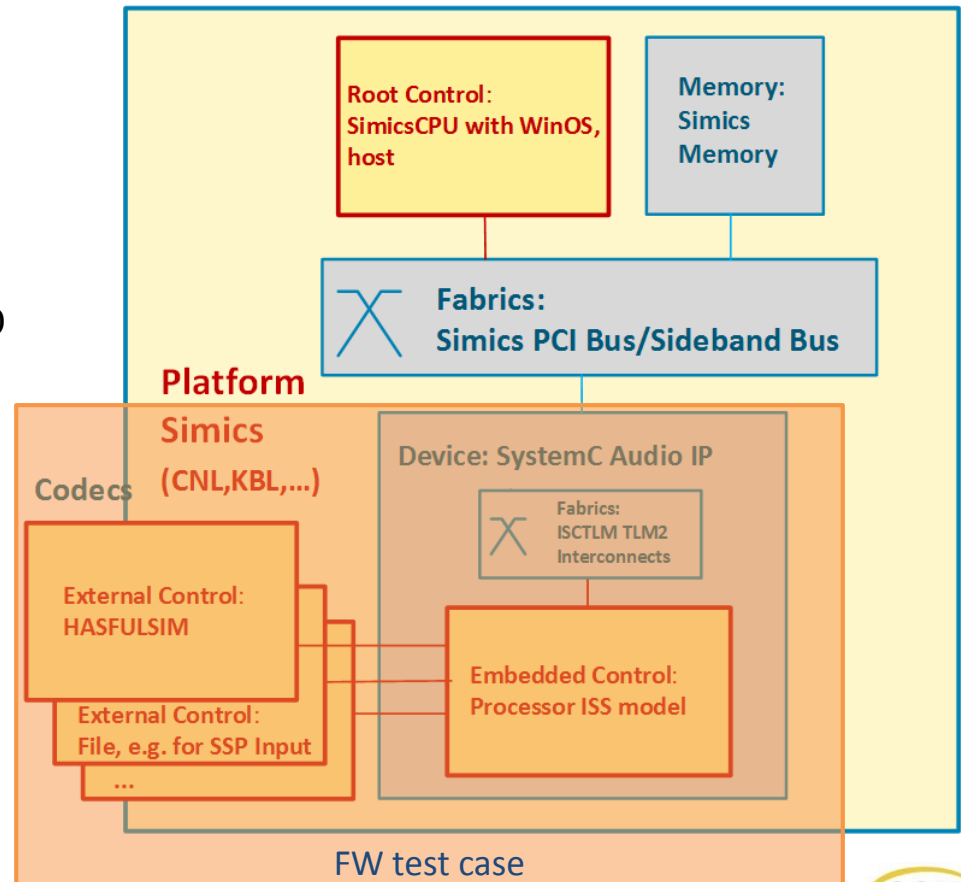 Root Control:
SimicsCPU with WinOS,
host
Memory:
Simics
Memory
Fabrics:
Simics PCI Bus/Sideband Bus
Platform
Simics
(CNL,KBL,...)
Device: SystemC Audio IP
Codecs
Fabrics:
ISCTLM TLM2
Interconnects
External Control:
HASFULSIM
Embedded Control:
Processor ISS model
External Control:
File, e.g. for SSP Input
...
FW test case